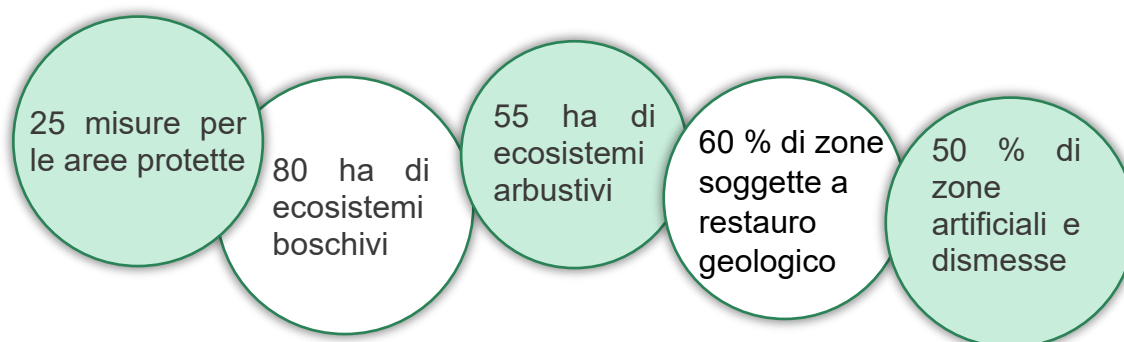 25 misure per
le aree protette
80 ha di
ecosistemi
boschivi
55 ha di
ecosistemi
arbustivi
60 % di zone
soggette a
restauro
geologico
50 % di
zone
artificiali e
dismesse